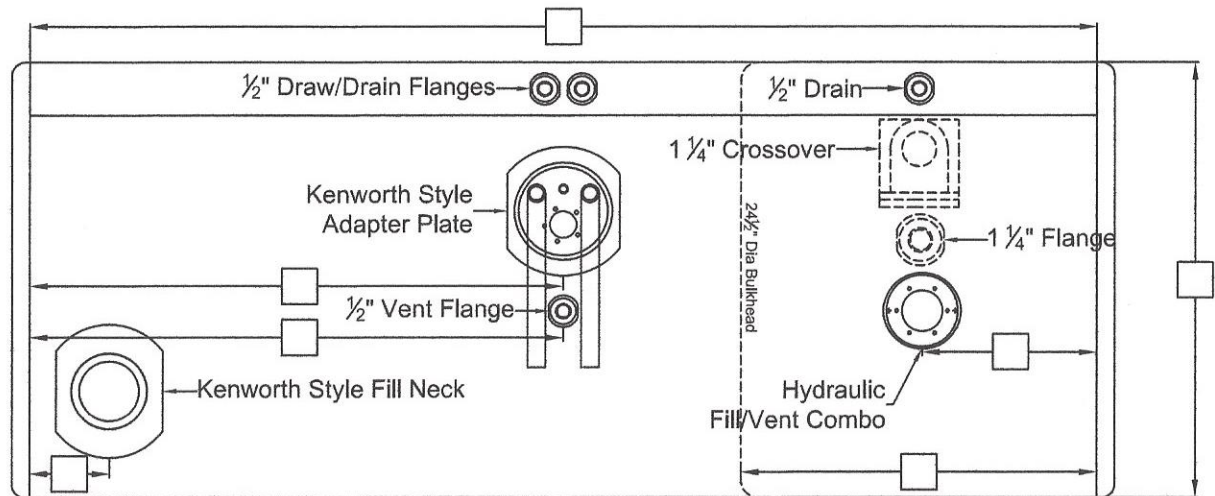 ½" Draw/Drain Flanges
½" Drain
1 ¼" Crossover
Kenworth Style
Adapter Plate
24½" Dia Bulkhead
1 ¼" Flange
½" Vent Flange
Kenworth Style Fill Neck
Hydraulic
Fill/Vent Combo